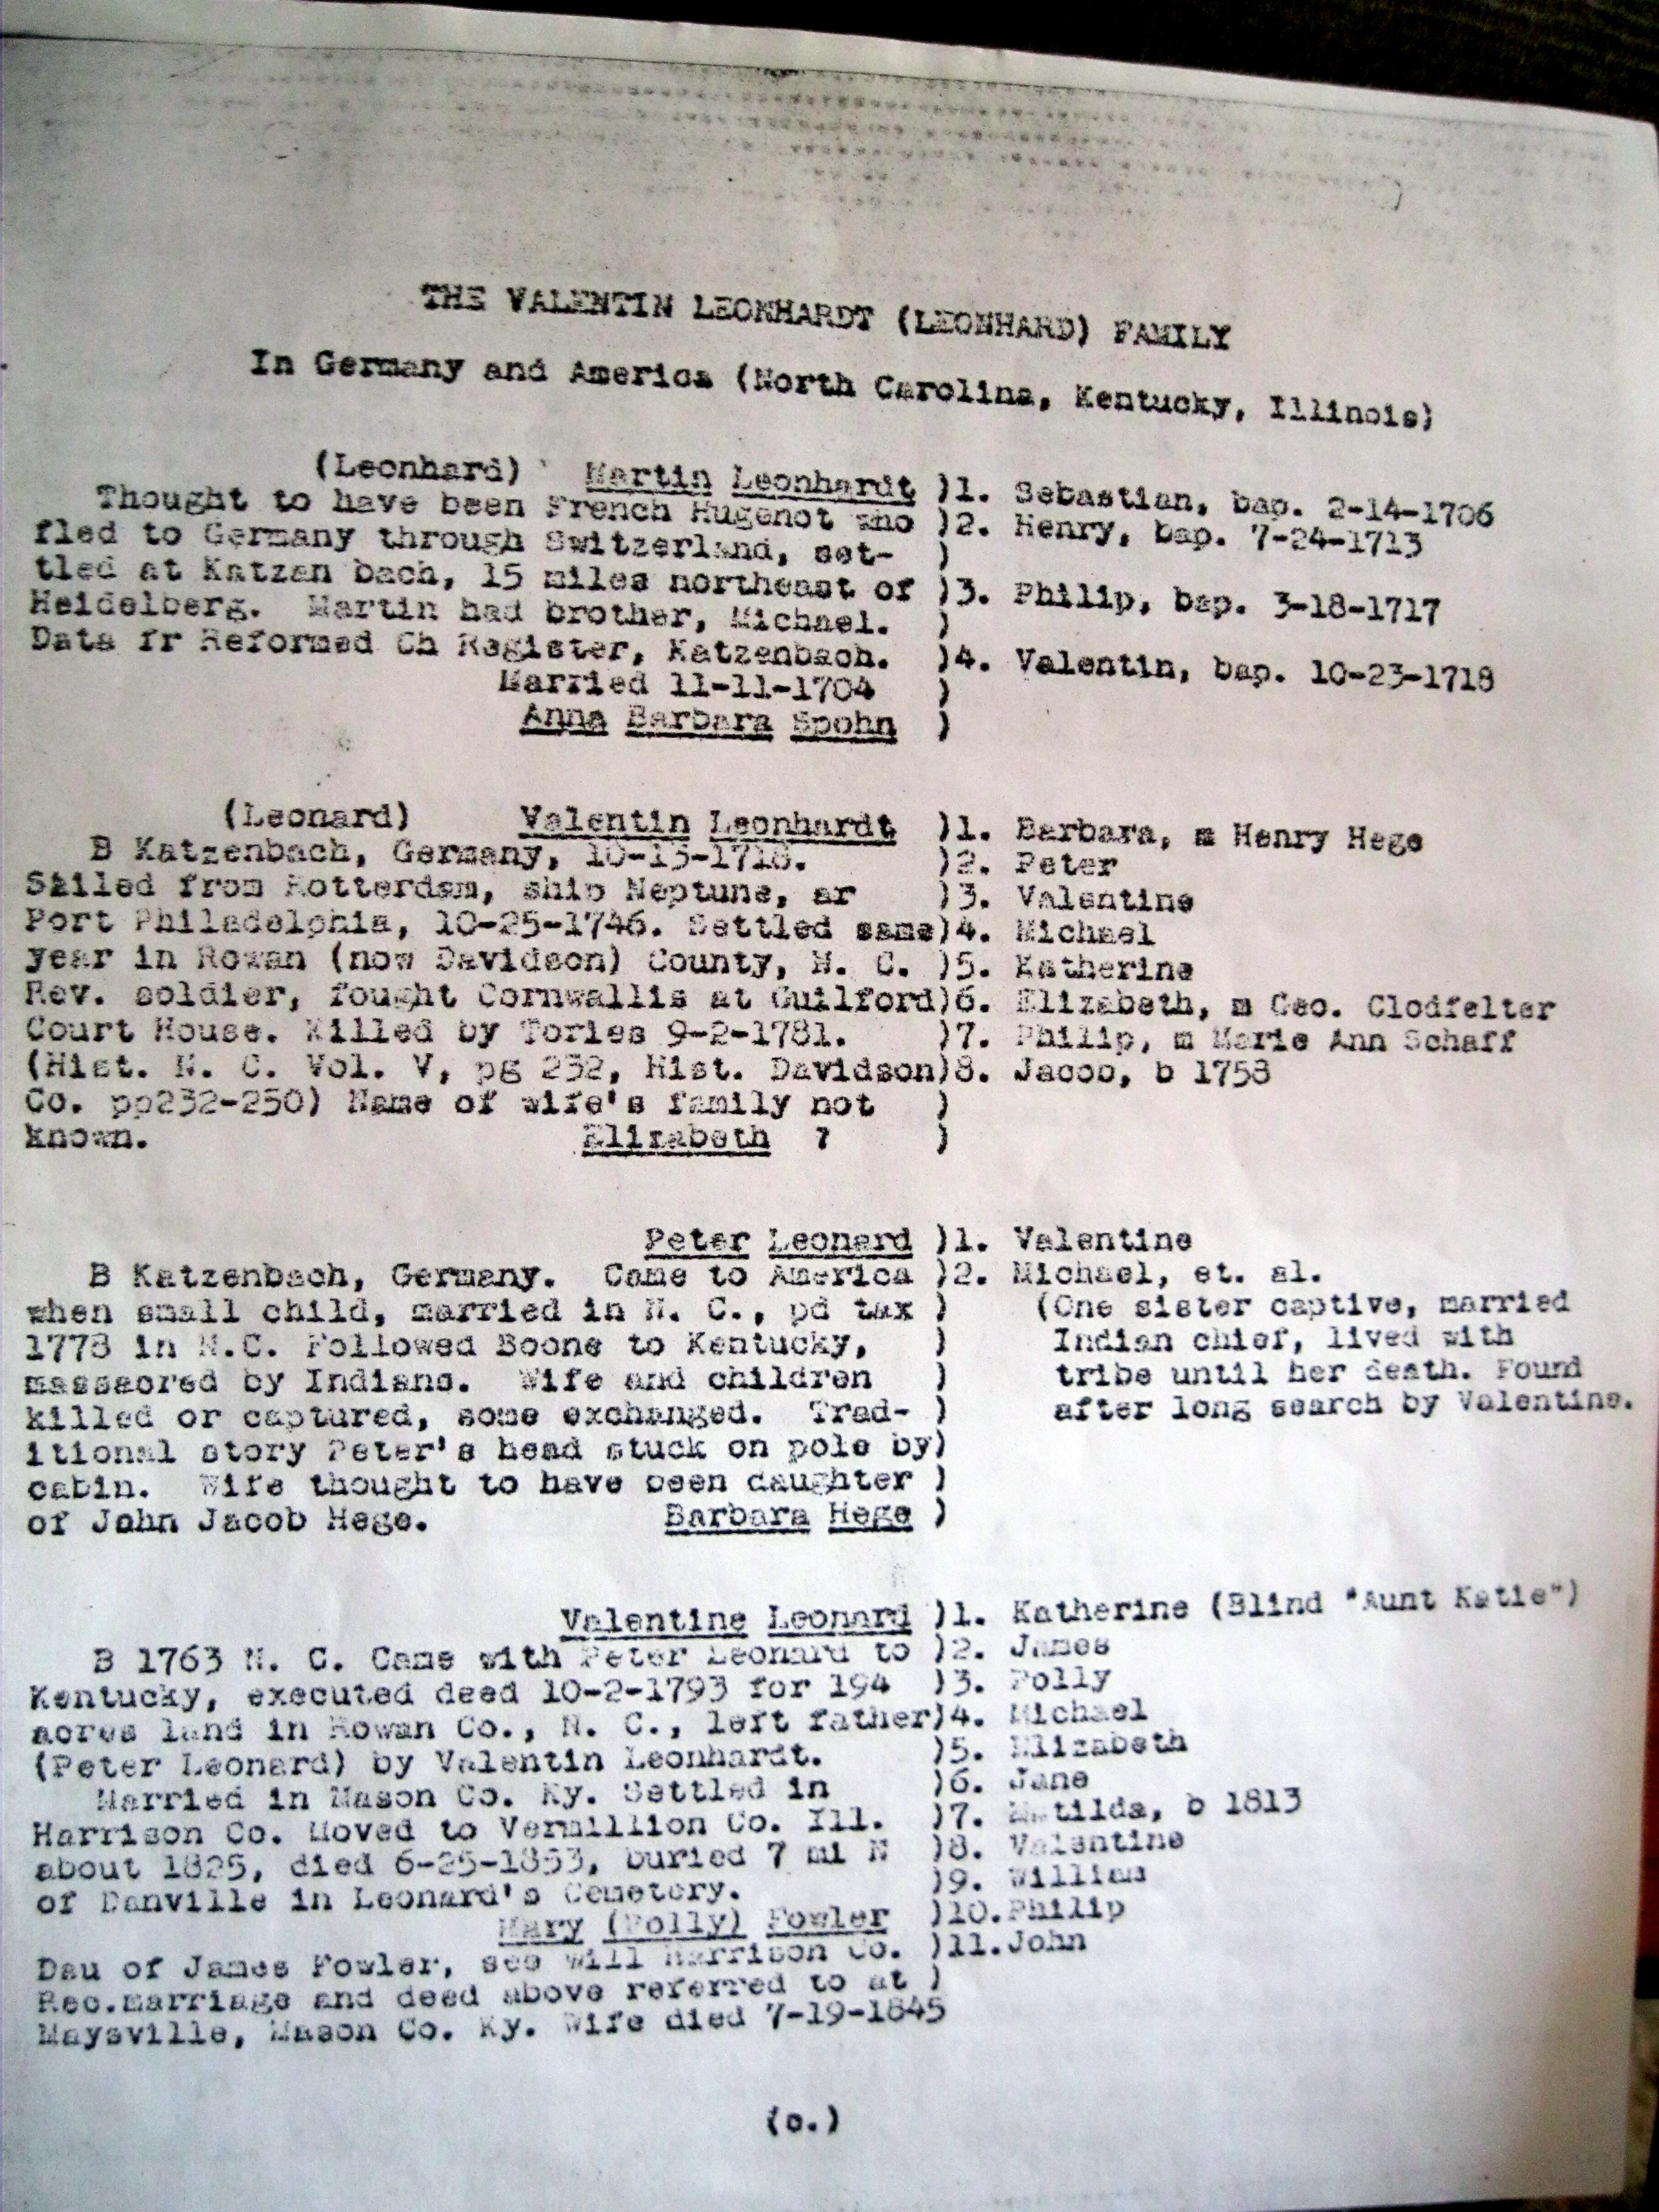 THE VALENTIN LEONHARDT (LEONHARD) FAMILY
In Germany and America (North Carolina, Kentucky, Illinois)
(Leonhard) Martin Leonhardt )1. Sebastian, bap. 2-14-1706
Thought to have been French Hugenot who )2. Henry, bap. 7-24-1713
fled to Germany through Switzerland, set- )
tled at Katzan bach, 15 miles northeast of )3. Philip, bap. 3-18-1717
Heidelberg. Martin had brother, Michael. )
Data fr Reformed Ch Register, Katzenbach. )4. Valentin, bap. 10-23-1718
Married 11-11-1704 )
Anna Barbara Spohn )
(Leonard) Valentin Leonhardt )1. Barbara, m Henry Hege
B Katzenbach, Germany, 10-13-1718. )2. Peter
Sailed from Rotterdam, ship Neptune, ar )3. Valentine
Port Philadelphia, 10-25-1746. Settled same)4. Michael
year in Rowan (now Davidson) County, N. C. )5. Katherine
Rev. soldier, fought Cornwallis at Guilford)6. Elizabeth, m Geo. Clodfelter
Court House. Killed by Tories 9-2-1781. )7. Philip, m Marie Ann Schaff
(Hist. N. C. Vol. V, pg 232, Hist. Davidson)8. Jacob, b 1758
Co. pp232-250) Name of wife's family not )
known. Elizabeth ? )
Peter Leonard )1. Valentine
B Katzenbach, Germany. Came to America )2. Michael, et. al.
when small child, married in N. C., pd tax ) (One sister captive, married
1778 in N.C. Followed Boone to Kentucky, ) Indian chief, lived with
massacred by Indians. Wife and children ) tribe until her death. Found
killed or captured, some exchanged. Trad- ) after long search by Valentine.
itional story Peter's head stuck on pole by)
cabin. Wife thought to have been daughter )
of John Jacob Hege. Barbara Hege )
Valentine Leonard )1. Katherine (Blind "Aunt Katie")
B 1763 N. C. Came with Peter Leonard to )2. James
Kentucky, executed deed 10-2-1793 for 194 )3. Polly
acres land in Rowan Co., N. C., left father)4. Michael
(Peter Leonard) by Valentin Leonhardt. )5. Elizabeth
Married in Mason Co. Ky. Settled in )6. Jane
Harrison Co. Moved to Vermillion Co. Ill. )7. Matilda, b 1813
about 1825, died 6-25-1853, buried 7 mi N )8. Valentine
of Danville in Leonard's Cemetery. )9. William
Mary (Polly) Fowler )10.Philip
Dau of James Fowler, see will Harrison Co. )11.John
Rec.marriage and deed above referred to at )
Maysville, Mason Co. Ky. Wife died 7-19-1845
(c.)